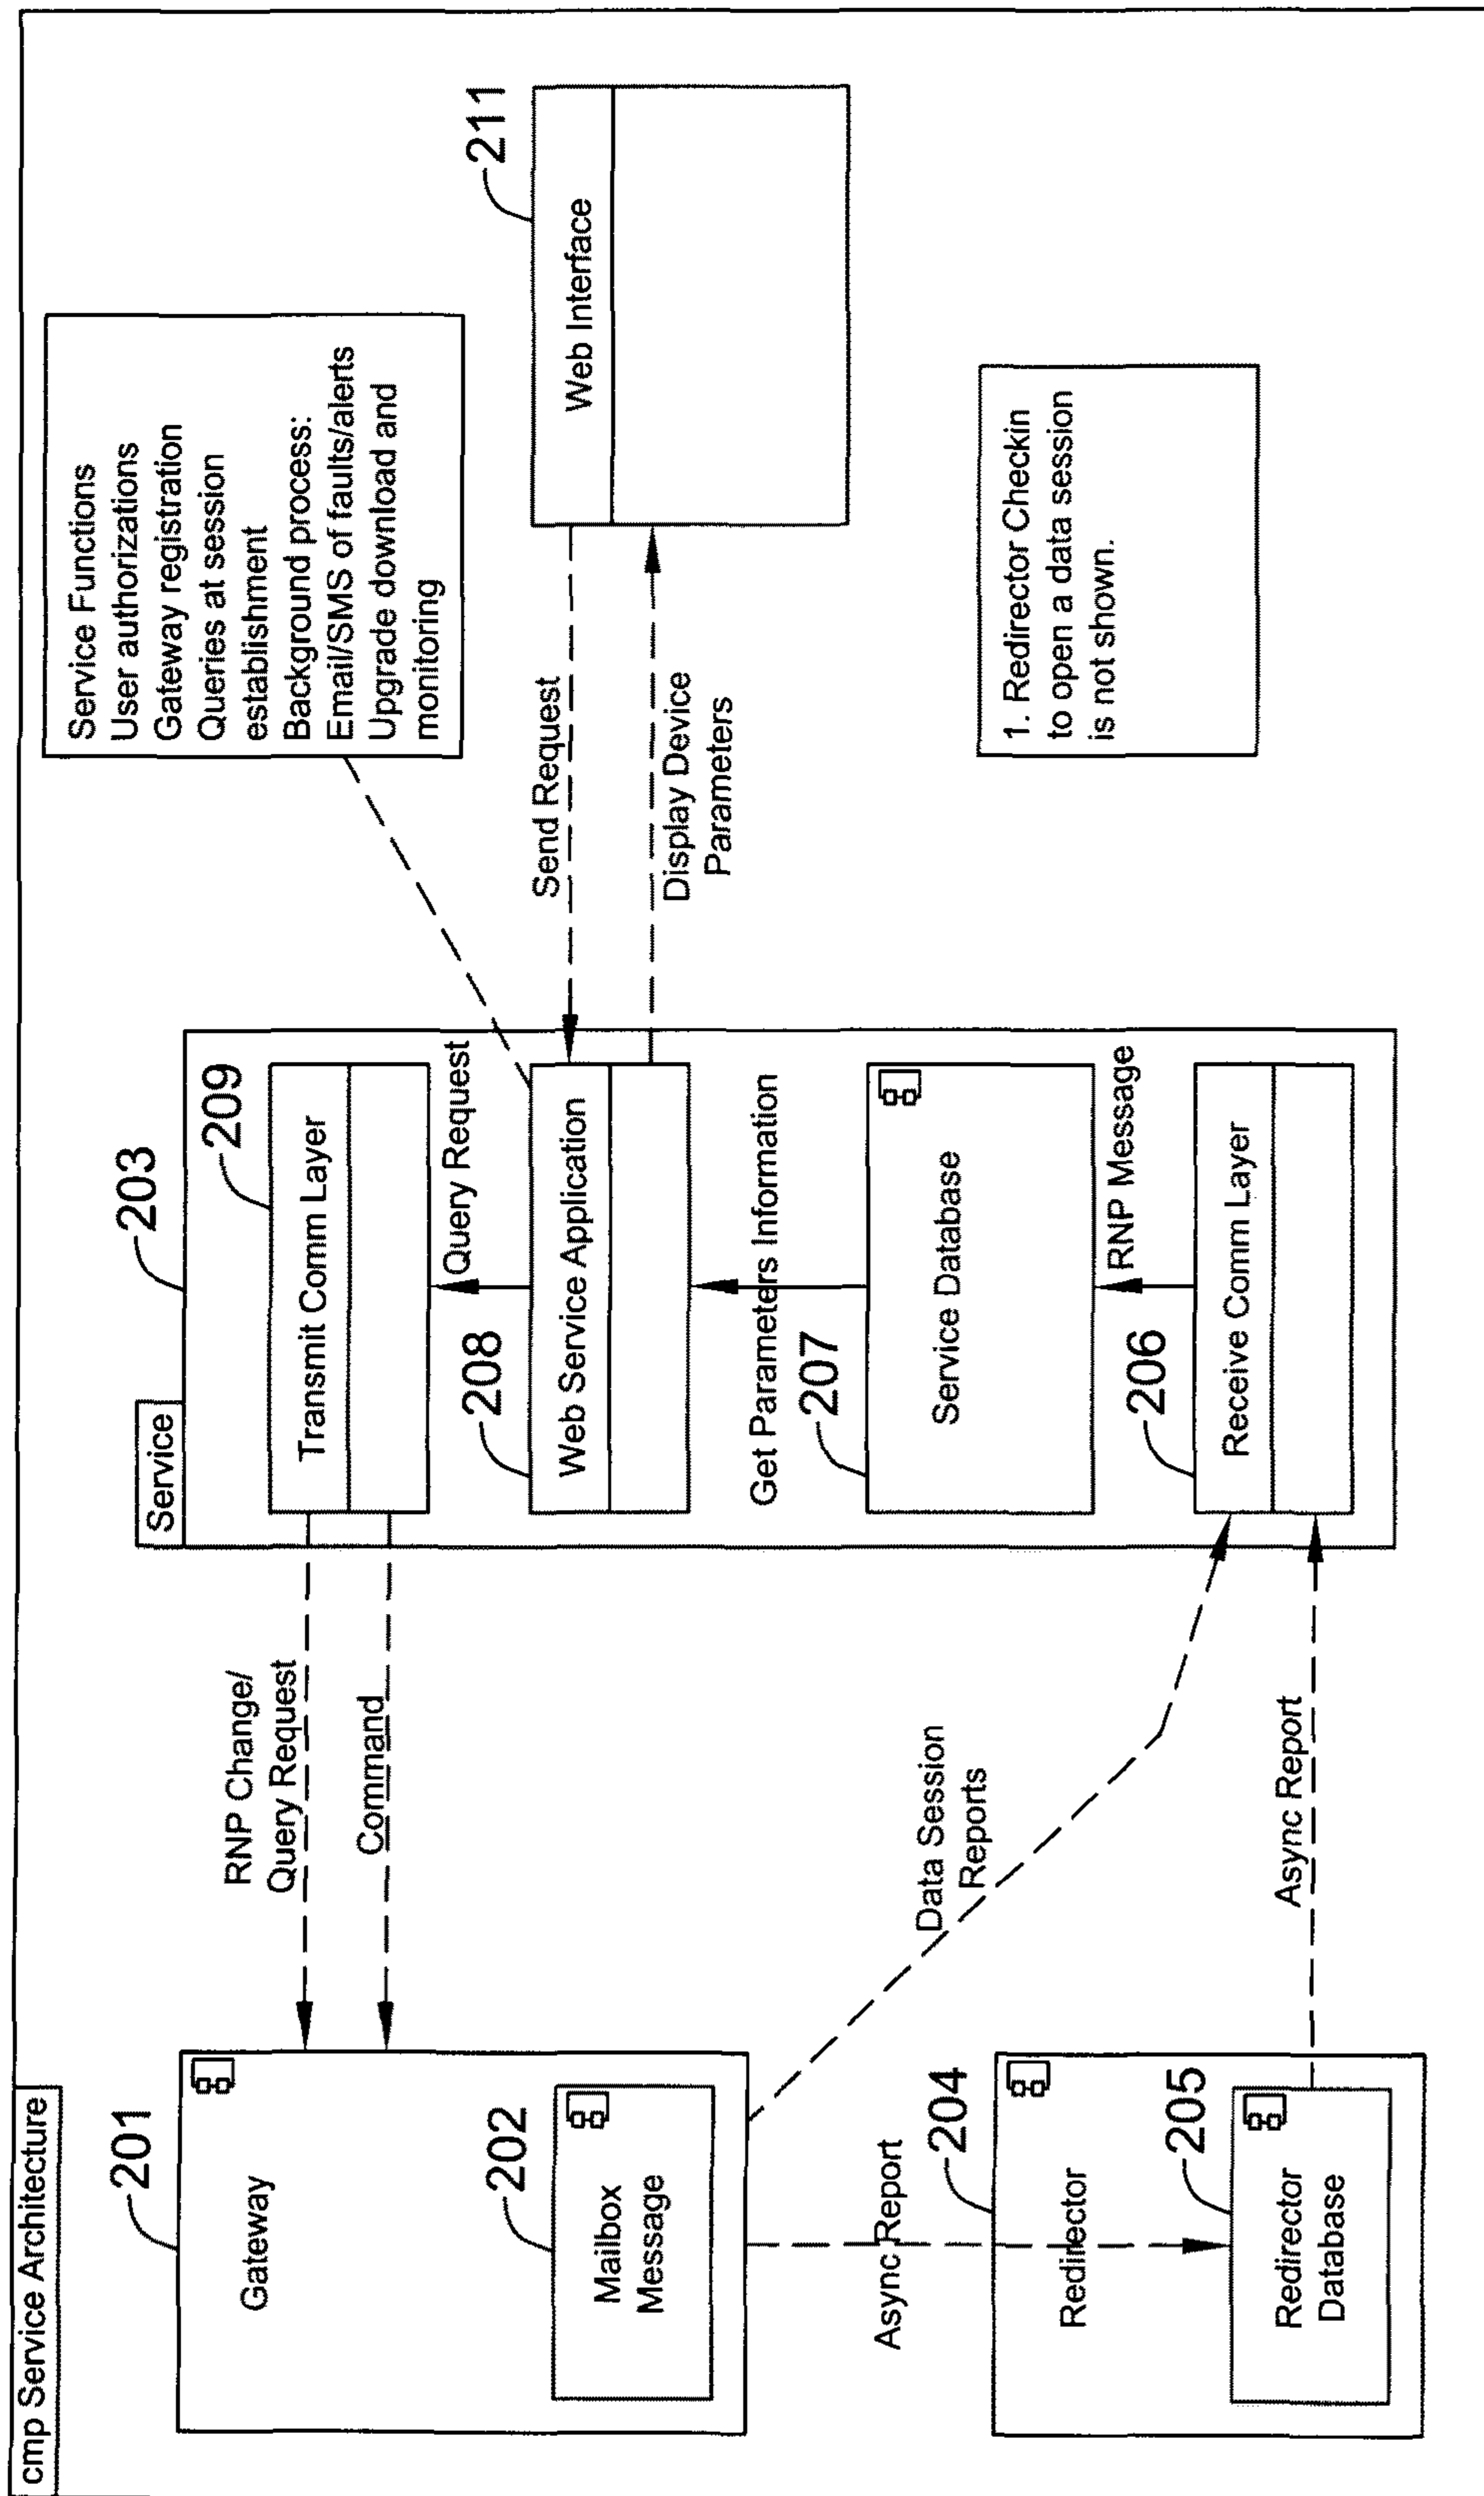 cmp Service Architecture
201
Gateway
202
Mailbox
Message
Async Report
204
Redirector
205
Redirector
Database
RNP Change/
Query Request
Command
Data Session
Reports
Async Report
203
Service
209
Transmit Comm Layer
Query Request
208
Web Service Application
Get Parameters Information
207
Service Database
RNP Message
206
Receive Comm Layer
Send Request
Display Device
Parameters
Service Functions
User authorizations
Gateway registration
Queries at session
establishment
Background process:
Email/SMS of faults/alerts
Upgrade download and
monitoring
211
Web Interface
1. Redirector Checkin
to open a data session
is not shown.